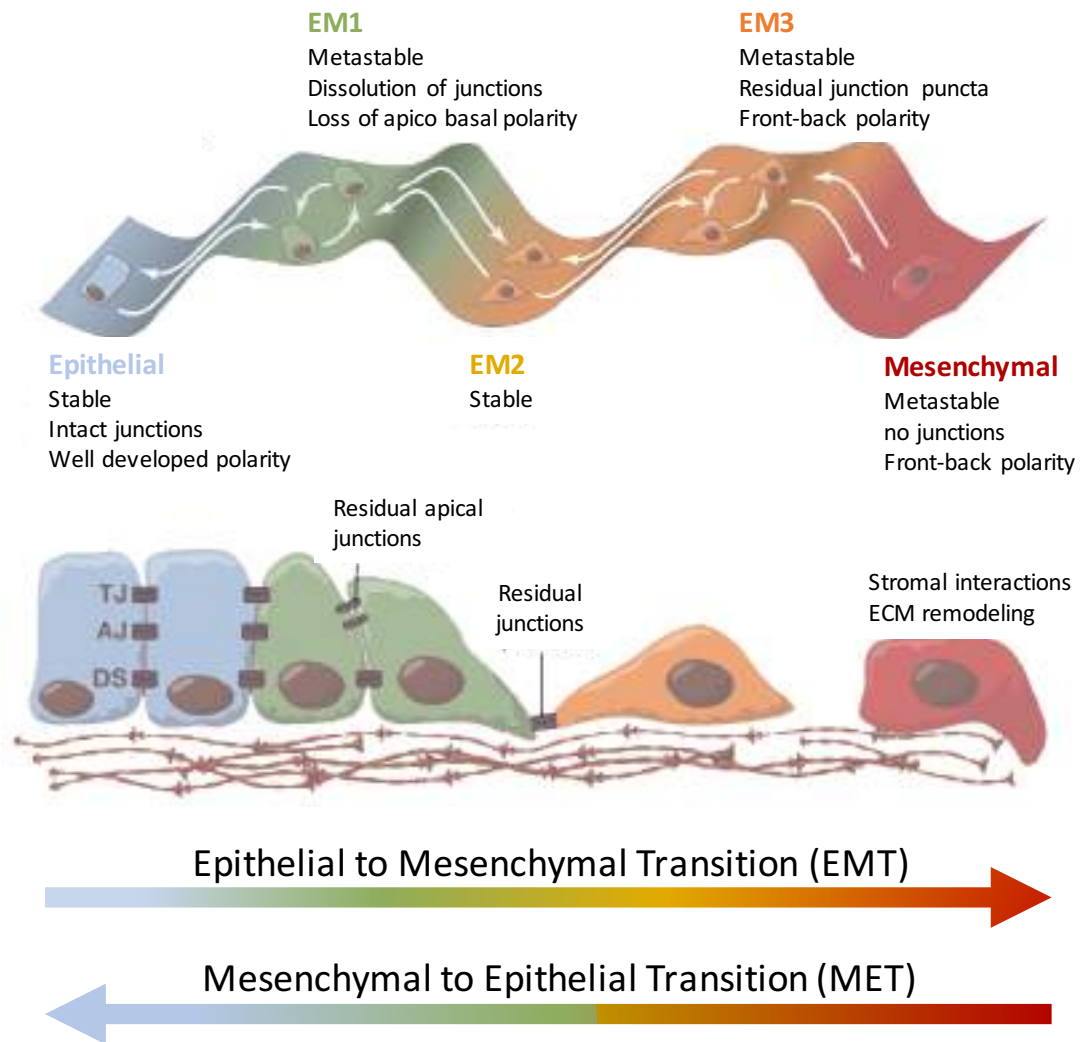 EM1
Metastable
Dissolution of junctions
Loss of apico basal polarity
EM3
Metastable
Residual junction puncta
Front-back polarity
Epithelial
Stable
Intact junctions
Well developed polarity
EM2
Stable
Mesenchymal
Metastable
no junctions
Front-back polarity
Residual apical
junctions
Residual
junctions
Stromal interactions
ECM remodeling
TJ
AJ
DS
Epithelial to Mesenchymal Transition (EMT)
Mesenchymal to Epithelial Transition (MET)